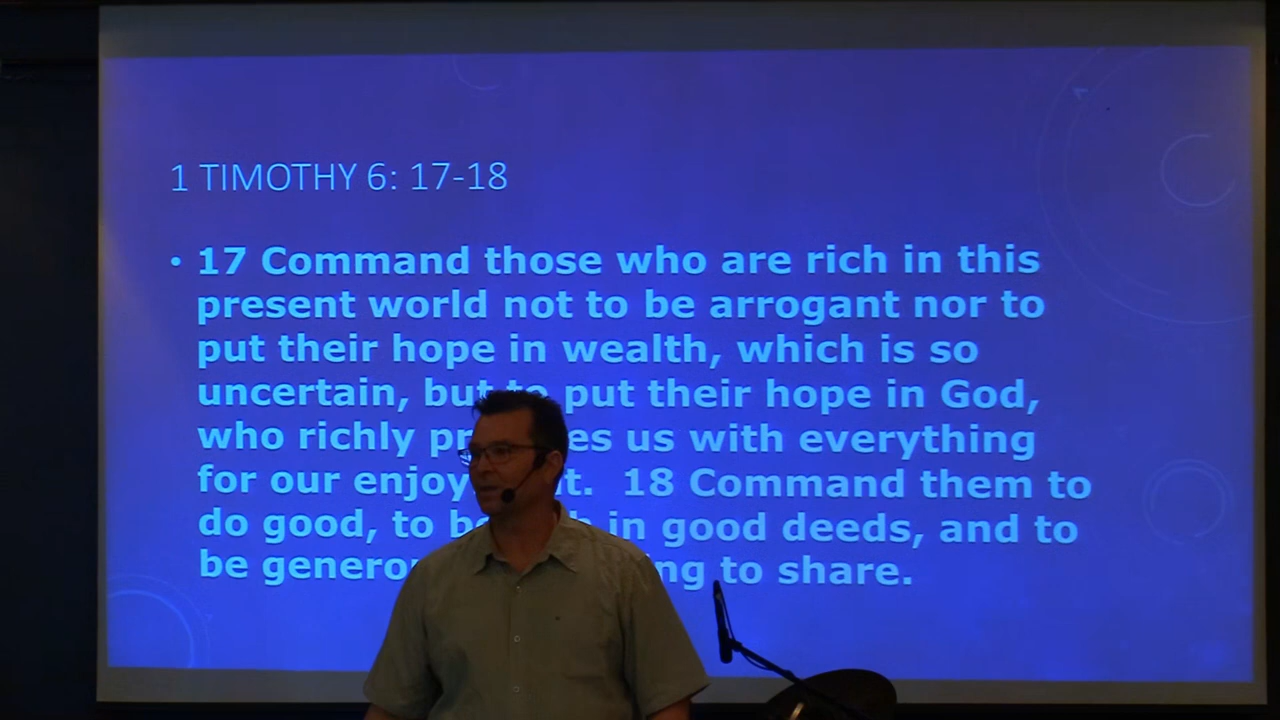 1 TIMOTHY 6: 17-18
• 17 Command those who are rich in this
present world not to be arrogant nor to
put their hope in wealth, which is so
uncertain, but to put their hope in God,
who richly es us with everything
for our enjoy t. 18 Command them to
do good, to be in good deeds, and to
be genero ng to share.